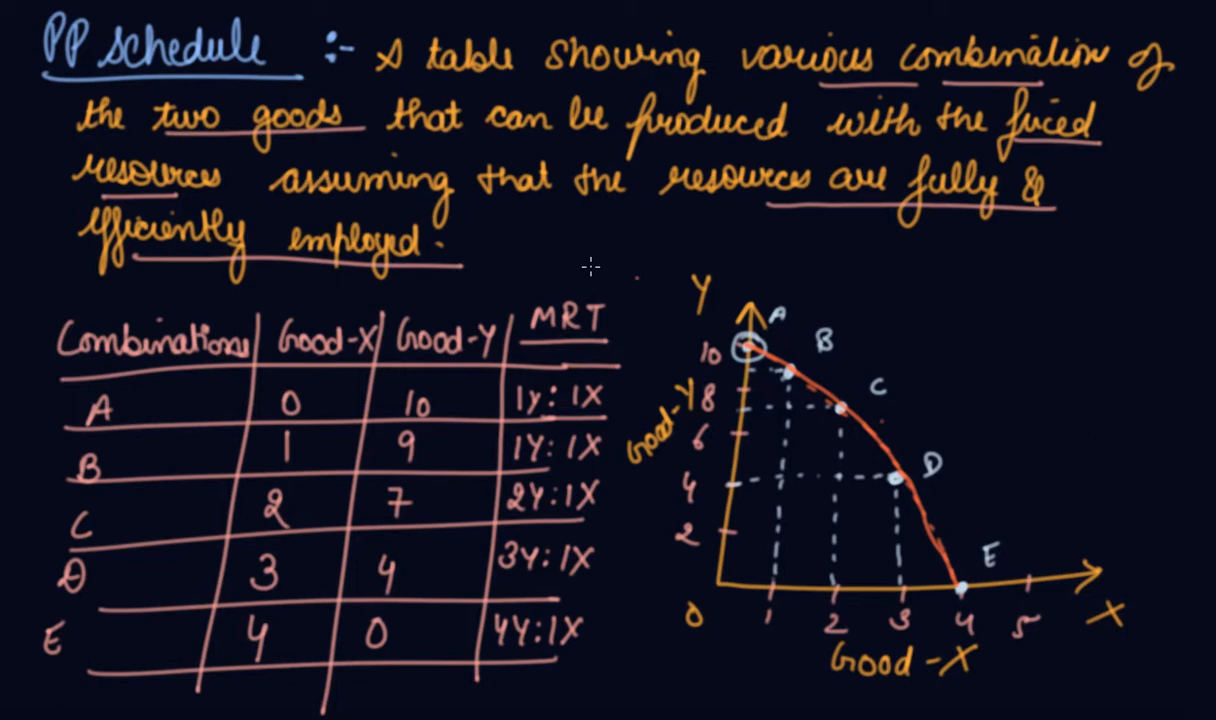 PP schedule :- A table showing various combination of
the two goods that can be produced with the fixed
resources assuming that the resources are fully &
efficiently employed.
Combinations Good-X Good-Y MRT
A 0 10 1Y:1X
B 1 9 1Y:1X
C 2 7 2Y:1X
D 3 4 3Y:1X
E 4 0 4Y:1X
Y
A
B
10
C
8
Good-Y
6
D
4
2
E
0 1 2 3 4 5 X
Good-X